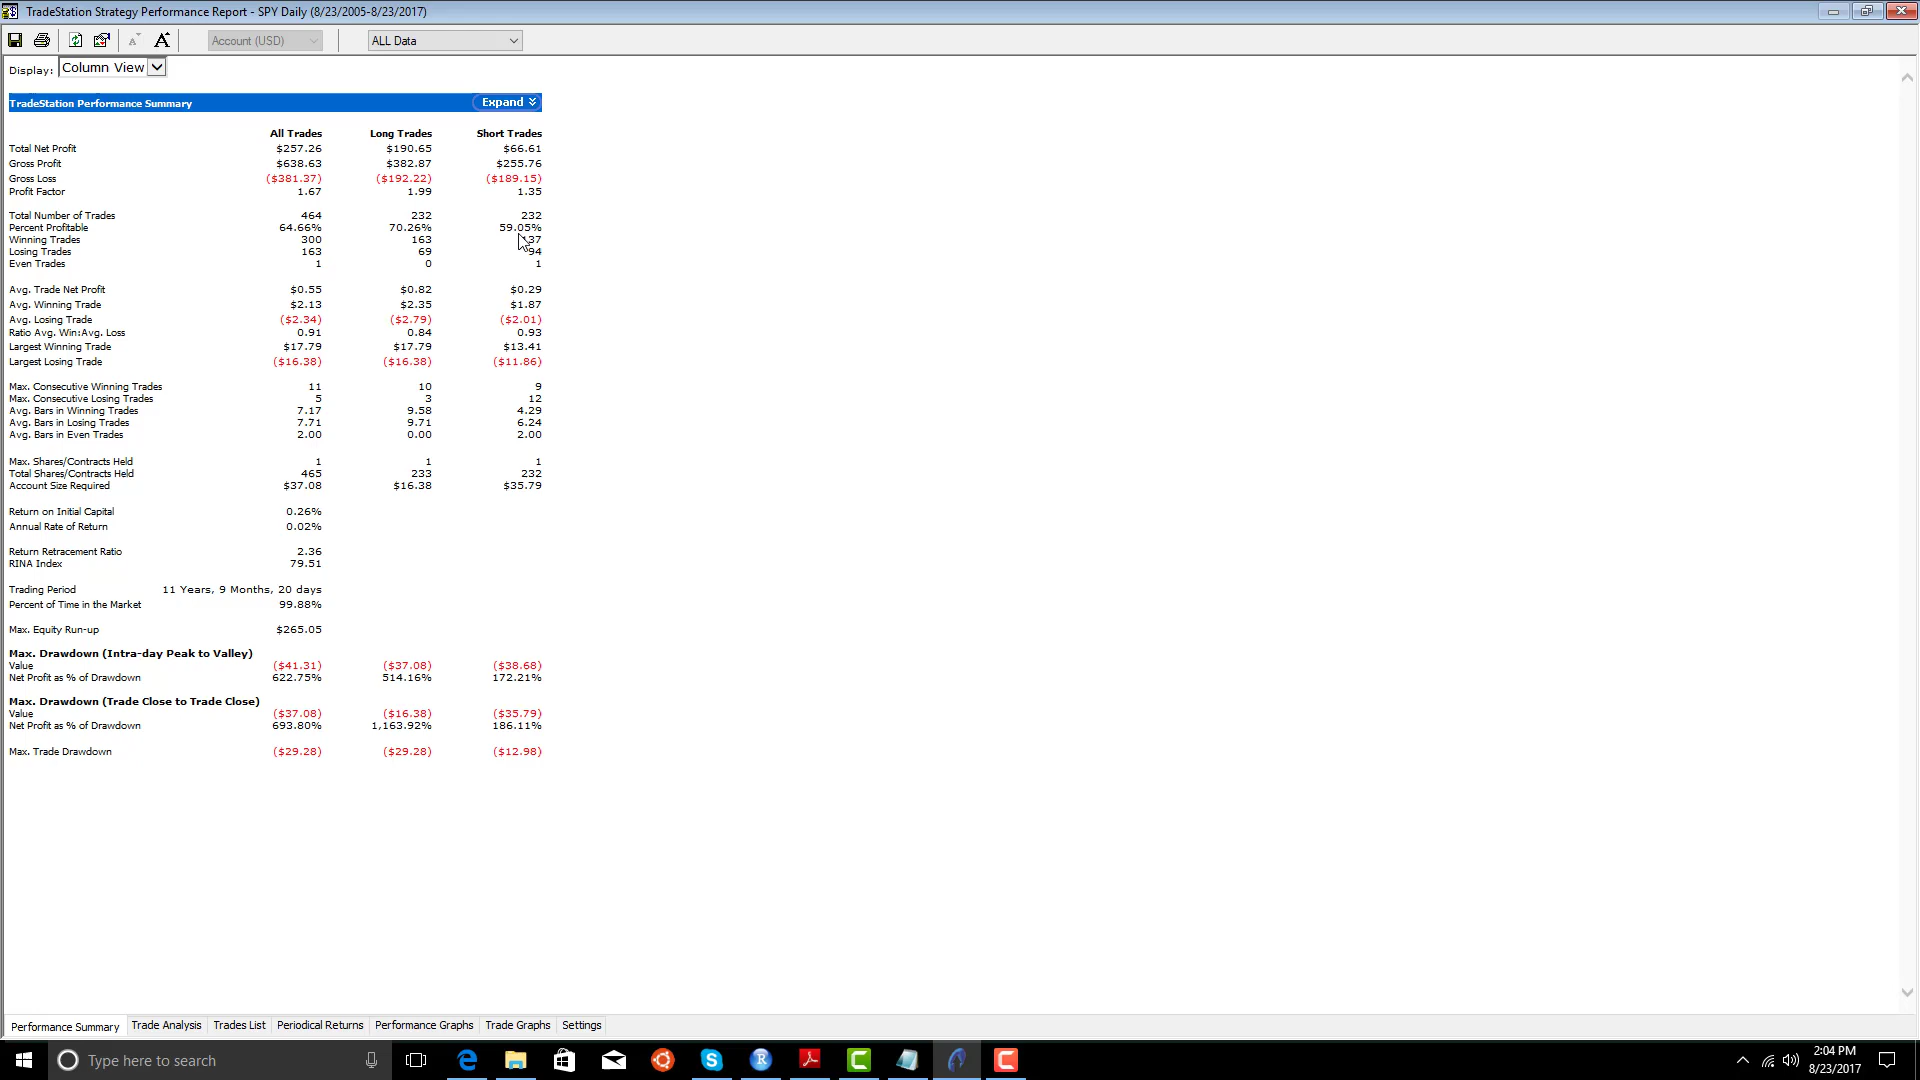 TradeStation Strategy Performance Report - SPY Daily (8/23/2005-8/23/2017)
Account (USD) ALL Data
Display: Column View
TradeStation Performance Summary Expand
All Trades Long Trades Short Trades
Total Net Profit $257.26 $190.65 $66.61
Gross Profit $638.63 $382.87 $255.76
Gross Loss ($381.37) ($192.22) ($189.15)
Profit Factor 1.67 1.99 1.35
Total Number of Trades 464 232 232
Percent Profitable 64.66% 70.26% 59.05%
Winning Trades 300 163 137
Losing Trades 163 69 94
Even Trades 1 0 1
Avg. Trade Net Profit $0.55 $0.82 $0.29
Avg. Winning Trade $2.13 $2.35 $1.87
Avg. Losing Trade ($2.34) ($2.79) ($2.01)
Ratio Avg. Win:Avg. Loss 0.91 0.84 0.93
Largest Winning Trade $17.79 $17.79 $13.41
Largest Losing Trade ($16.38) ($16.38) ($11.86)
Max. Consecutive Winning Trades 11 10 9
Max. Consecutive Losing Trades 5 3 12
Avg. Bars in Winning Trades 7.17 9.58 4.29
Avg. Bars in Losing Trades 7.71 9.71 6.24
Avg. Bars in Even Trades 2.00 0.00 2.00
Max. Shares/Contracts Held 1 1 1
Total Shares/Contracts Held 465 233 232
Account Size Required $37.08 $16.38 $35.79
Return on Initial Capital 0.26%
Annual Rate of Return 0.02%
Return Retracement Ratio 2.36
RINA Index 79.51
Trading Period 11 Years, 9 Months, 20 days
Percent of Time in the Market 99.88%
Max. Equity Run-up $265.05
Max. Drawdown (Intra-day Peak to Valley)
Value ($41.31) ($37.08) ($38.68)
Net Profit as % of Drawdown 622.75% 514.16% 172.21%
Max. Drawdown (Trade Close to Trade Close)
Value ($37.08) ($16.38) ($35.79)
Net Profit as % of Drawdown 693.80% 1,163.92% 186.11%
Max. Trade Drawdown ($29.28) ($29.28) ($12.98)
Performance Summary Trade Analysis Trades List Periodical Returns Performance Graphs Trade Graphs Settings
Type here to search
2:04 PM
8/23/2017